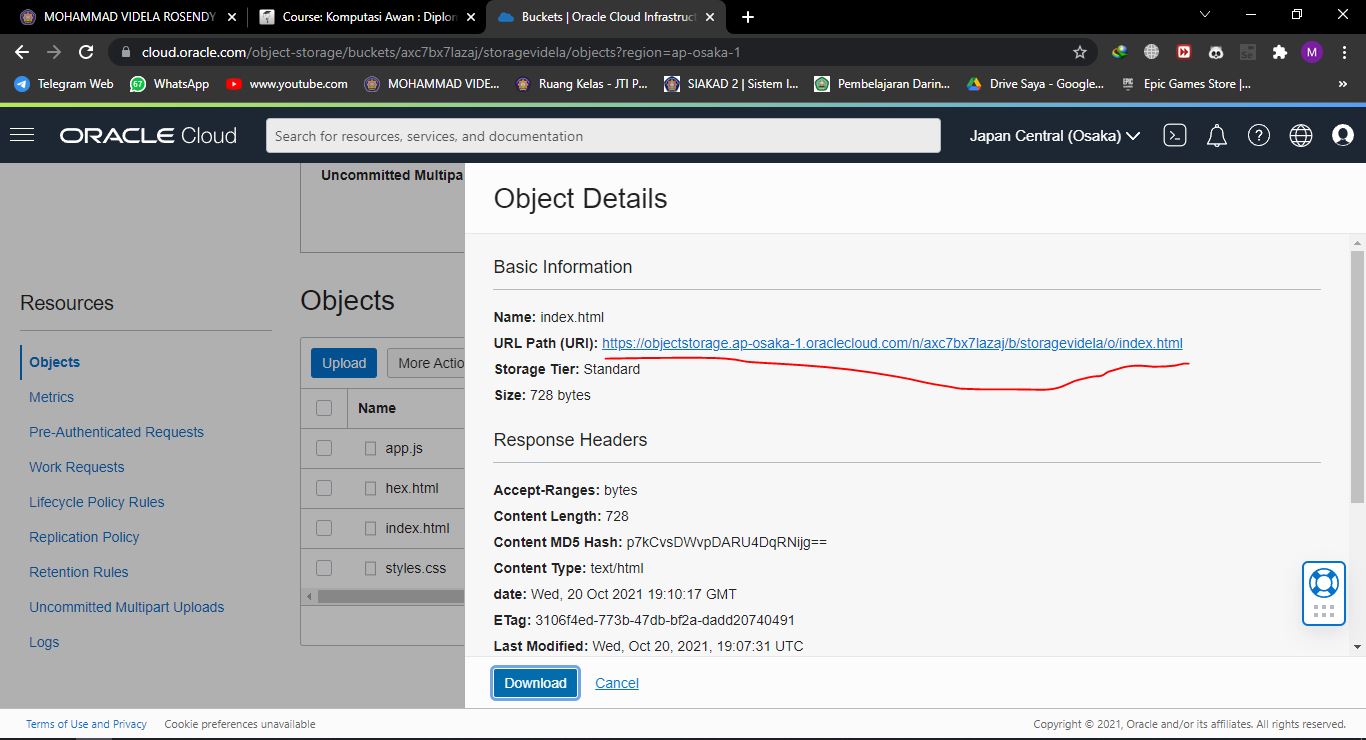 MOHAMMAD VIDELA ROSENDY
Course: Komputasi Awan : Diplon
Buckets | Oracle Cloud Infrastruct
cloud.oracle.com/object-storage/buckets/axc7bx7lazaj/storagevidela/objects?region=ap-osaka-1
M
Telegram Web
67
WhatsApp
www.youtube.com
MOHAMMAD VIDE...
Ruang Kelas - JTI P...
SIAKAD 2 | Sistem I...
Pembelajaran Darin...
Drive Saya - Google...
Epic Games Store |...
ORACLE Cloud
Search for resources, services, and documentation
Japan Central (Osaka)
Uncommitted Multipa
Resources
Objects
Metrics
Pre-Authenticated Requests
Work Requests
Lifecycle Policy Rules
Replication Policy
Retention Rules
Uncommitted Multipart Uploads
Logs
Objects
Upload
More Actio
Name
app.js
hex.html
index.html
styles.css
Object Details
Basic Information
Name: index.html
URL Path (URI): https://objectstorage.ap-osaka-1.oraclecloud.com/n/axc7bx7lazaj/b/storagevidela/o/index.html
Storage Tier: Standard
Size: 728 bytes
Response Headers
Accept-Ranges: bytes
Content Length: 728
Content MD5 Hash: p7kCvsDWvpDARU4DqRNijg==
Content Type: text/html
date: Wed, 20 Oct 2021 19:10:17 GMT
ETag: 3106f4ed-773b-47db-bf2a-dadd20740491
Last Modified: Wed, Oct 20, 2021, 19:07:31 UTC
Download
Cancel
Terms of Use and Privacy
Cookie preferences unavailable
Copyright © 2021, Oracle and/or its affiliates. All rights reserved.